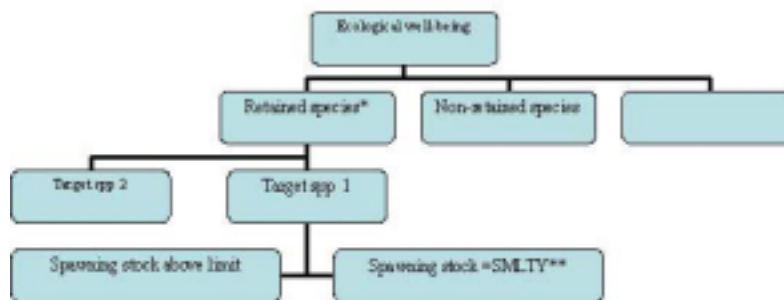 Ecological well-being
Retained species*
Non-retained species
Target spp 2
Target spp 1
Spawning stock above limit
Spawning stock =SMLTY**